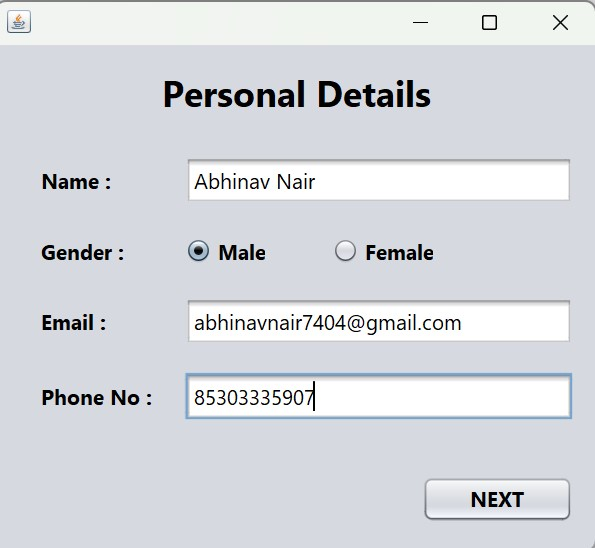 Personal Details
Name : Abhinav Nair
Gender : Male Female
Email : abhinavnair7404@gmail.com
Phone No : 85303335907
NEXT